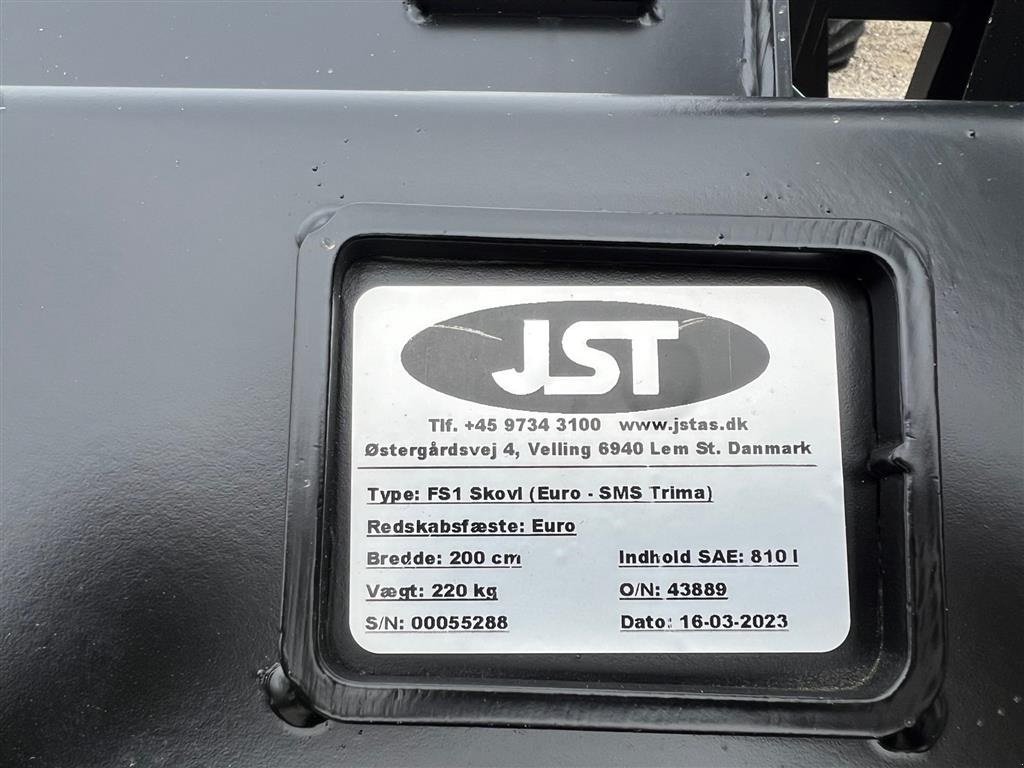 JST
Tlf. +45 9734 3100 www.jstas.dk
Østergårdsvej 4, Velling 6940 Lem St. Danmark
Type: FS1 Skovl (Euro - SMS Trima)
Redskabsfæste: Euro
Bredde: 200 cm Indhold SAE: 810 l
Vægt: 220 kg O/N: 43889
S/N: 00055288 Dato: 16-03-2023